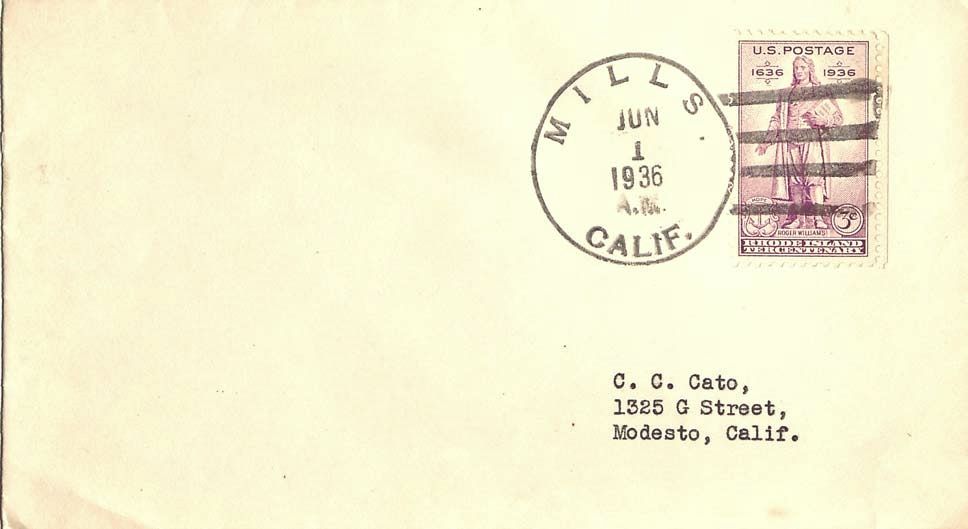 MILLS
JUN
1
1936
A.M.
CALIF.
U.S. POSTAGE
1636 1936
HOPE
3¢
ROGER WILLIAMS
RHODE ISLAND
TERCENTENARY
C. C. Cato,
1325 G Street,
Modesto, Calif.